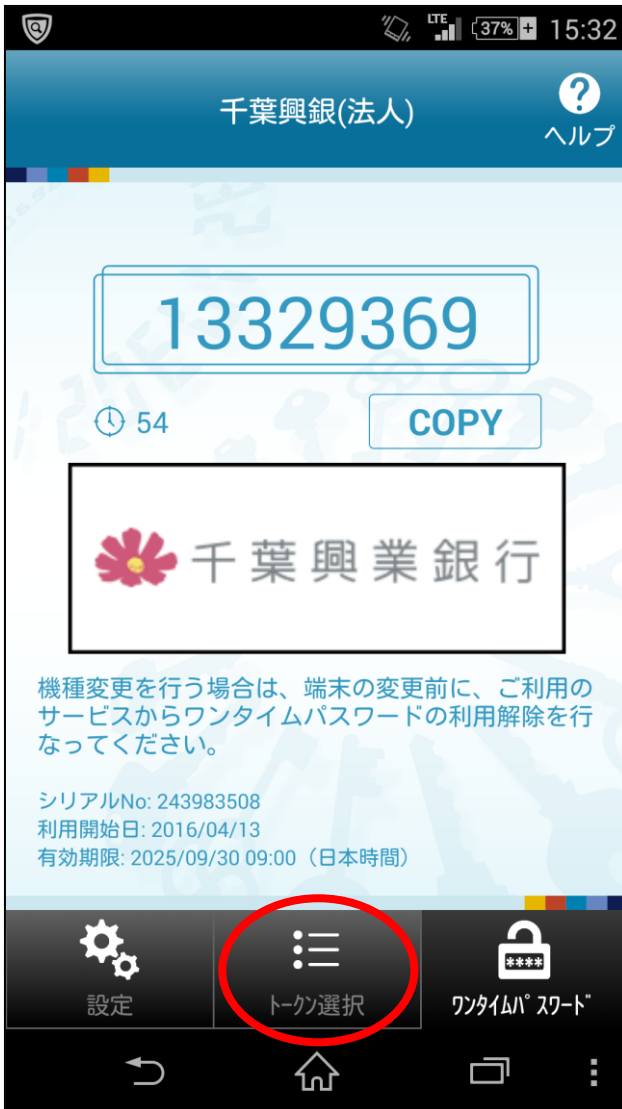 LTE 37% 15:32
千葉興銀(法人)
?
ヘルプ
13329369
54
COPY
千葉興業銀行
機種変更を行う場合は、端末の変更前に、ご利用の
サービスからワンタイムパスワードの利用解除を行
なってください。
シリアルNo: 243983508
利用開始日: 2016/04/13
有効期限: 2025/09/30 09:00（日本時間）
****
設定
ﾄｰｸﾝ選択
ﾜﾝﾀｲﾑﾊﾟｽﾜｰﾄﾞ